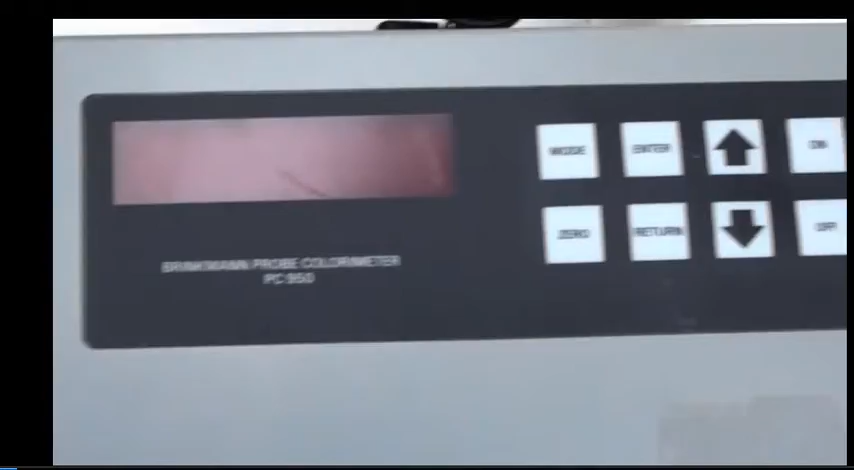 MODE ENTER ON
ZERO RETURN OFF
BRINKMANN PROBE COLORIMETER
PC 950